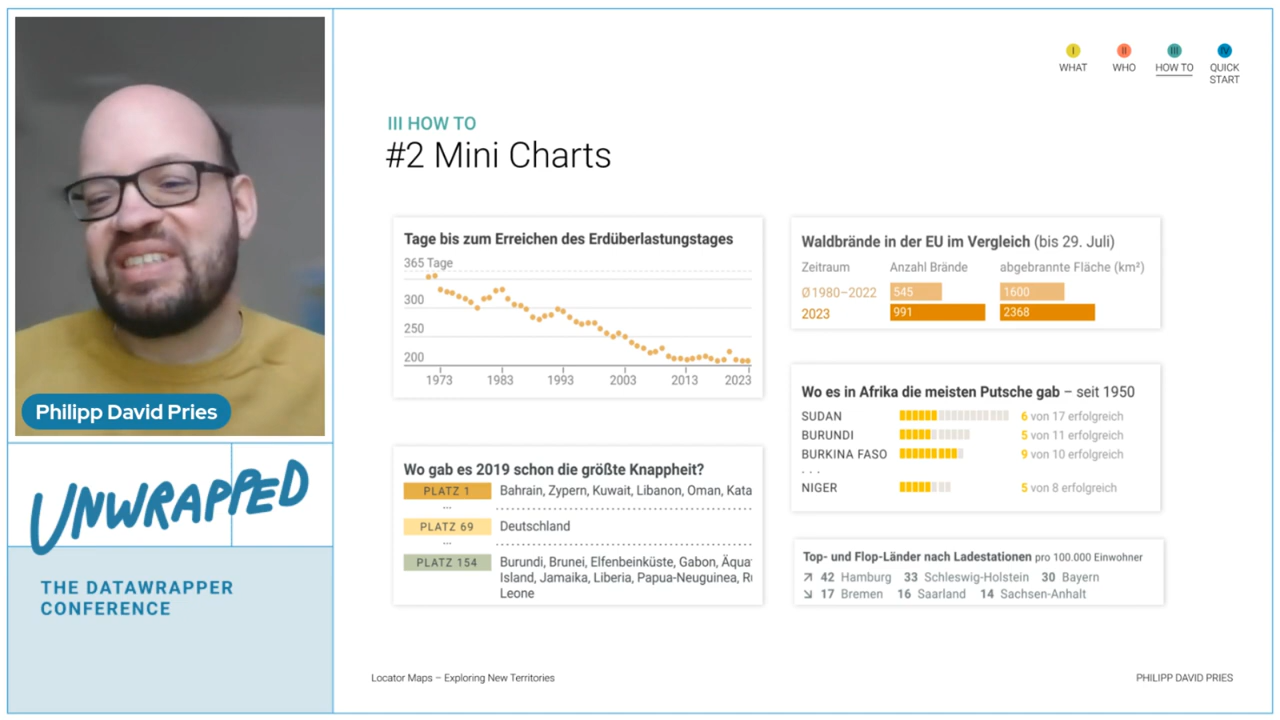 I
II
III
IV
WHAT
WHO
HOW TO
QUICK
START
III HOW TO
#2 Mini Charts
Tage bis zum Erreichen des Erdüberlastungstages
365 Tage
300
250
200
1973
1983
1993
2003
2013
2023
Waldbrände in der EU im Vergleich (bis 29. Juli)
Zeitraum
Anzahl Brände
abgebrannte Fläche (km²)
Ø1980–2022
545
1600
2023
991
2368
Wo es in Afrika die meisten Putsche gab – seit 1950
SUDAN
6 von 17 erfolgreich
BURUNDI
5 von 11 erfolgreich
BURKINA FASO
9 von 10 erfolgreich
...
NIGER
5 von 8 erfolgreich
Wo gab es 2019 schon die größte Knappheit?
PLATZ 1
Bahrain, Zypern, Kuwait, Libanon, Oman, Kata
...
PLATZ 69
Deutschland
...
PLATZ 154
Burundi, Brunei, Elfenbeinküste, Gabon, Äqua
Island, Jamaika, Liberia, Papua-Neuguinea, Ru
Leone
Top- und Flop-Länder nach Ladestationen pro 100.000 Einwohner
↗ 42 Hamburg 33 Schleswig-Holstein 30 Bayern
↘ 17 Bremen 16 Saarland 14 Sachsen-Anhalt
Philipp David Pries
UNWRAPPED
THE DATAWRAPPER
CONFERENCE
Locator Maps – Exploring New Territories
PHILIPP DAVID PRIES